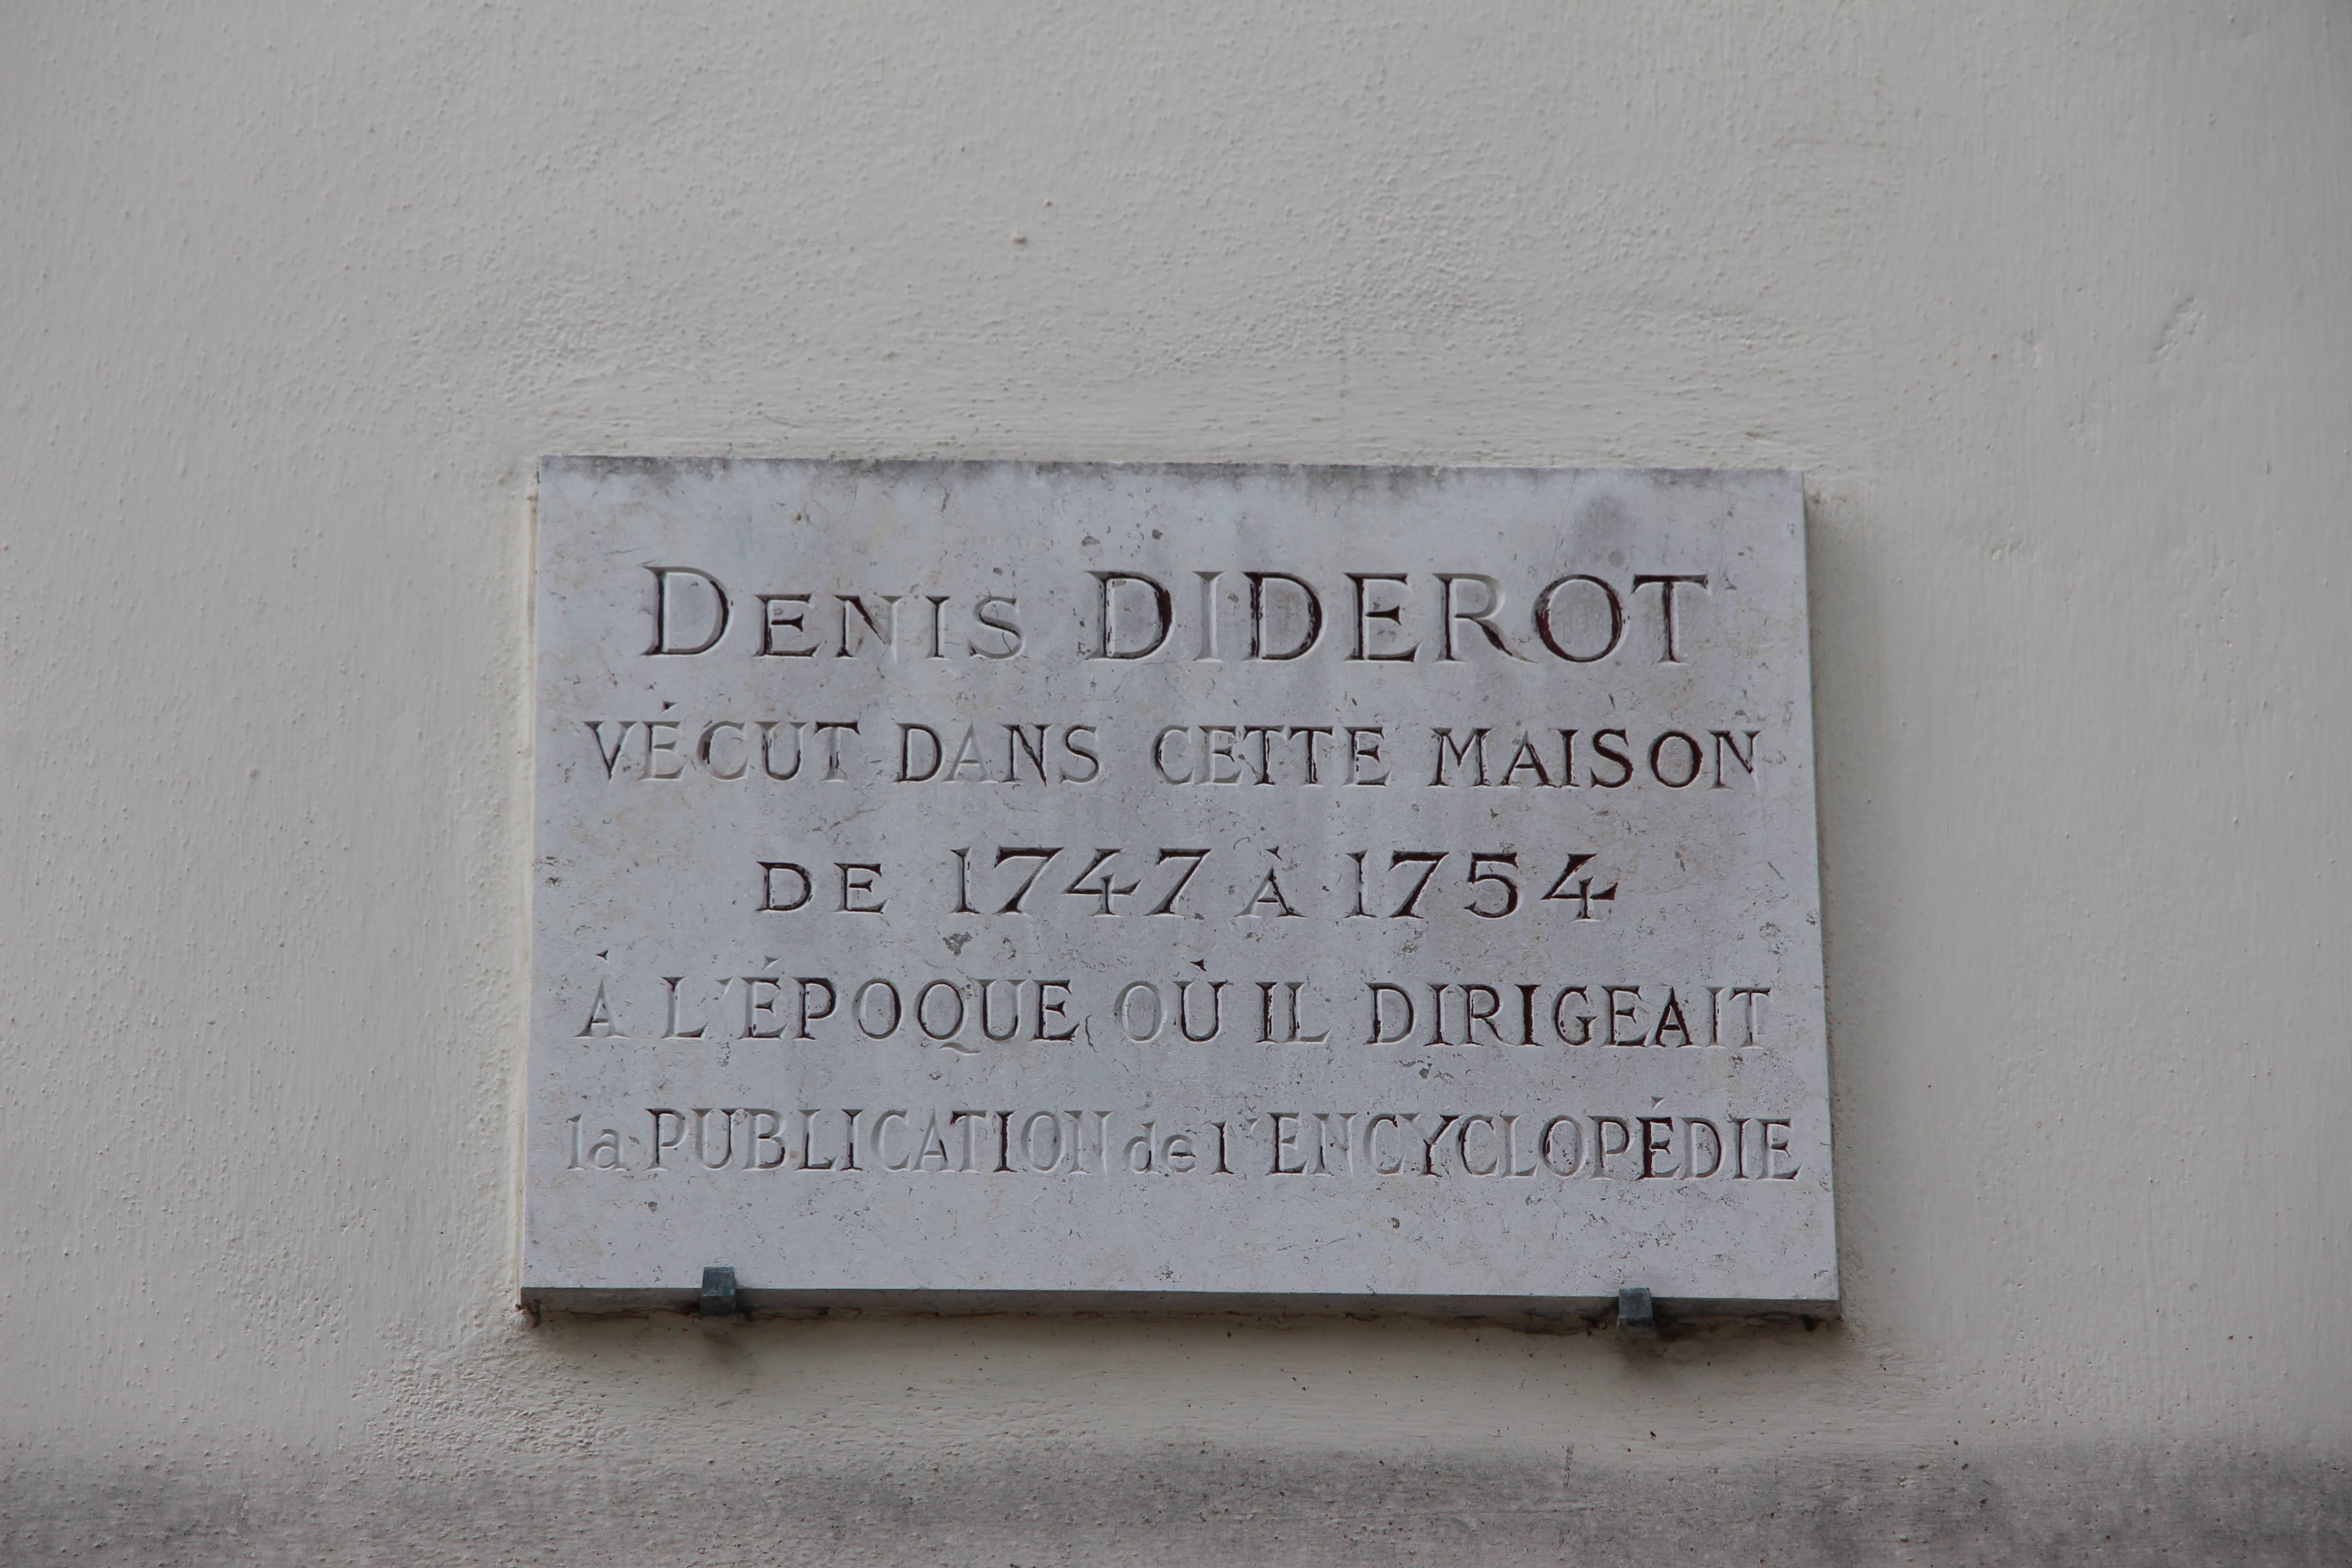 DENIS DIDEROT
VÉCUT DANS CETTE MAISON
DE 1747 À 1754
À L'ÉPOQUE OÙ IL DIRIGEAIT
la PUBLICATION de l'ENCYCLOPÉDIE